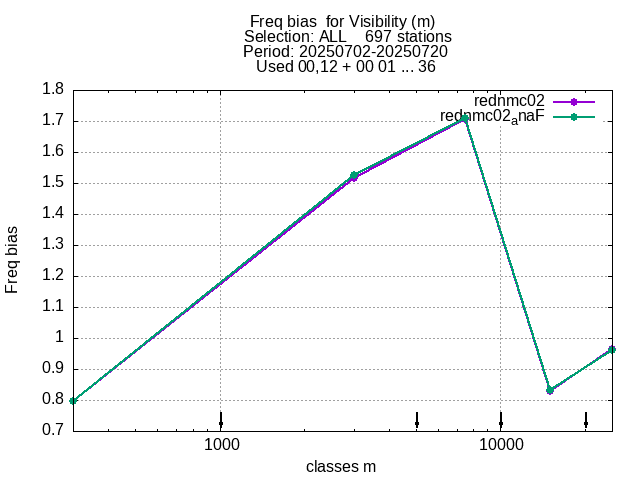 Freq bias  for Visibility (m)
Selection: ALL    697 stations
Period: 20250702-20250720
Used 00,12 + 00 01 ... 36
rednmc02
rednmc02anaF
1.8
1.7
1.6
1.5
1.4
1.3
1.2
1.1
1
0.9
0.8
0.7
Freq bias
1000
10000
classes m